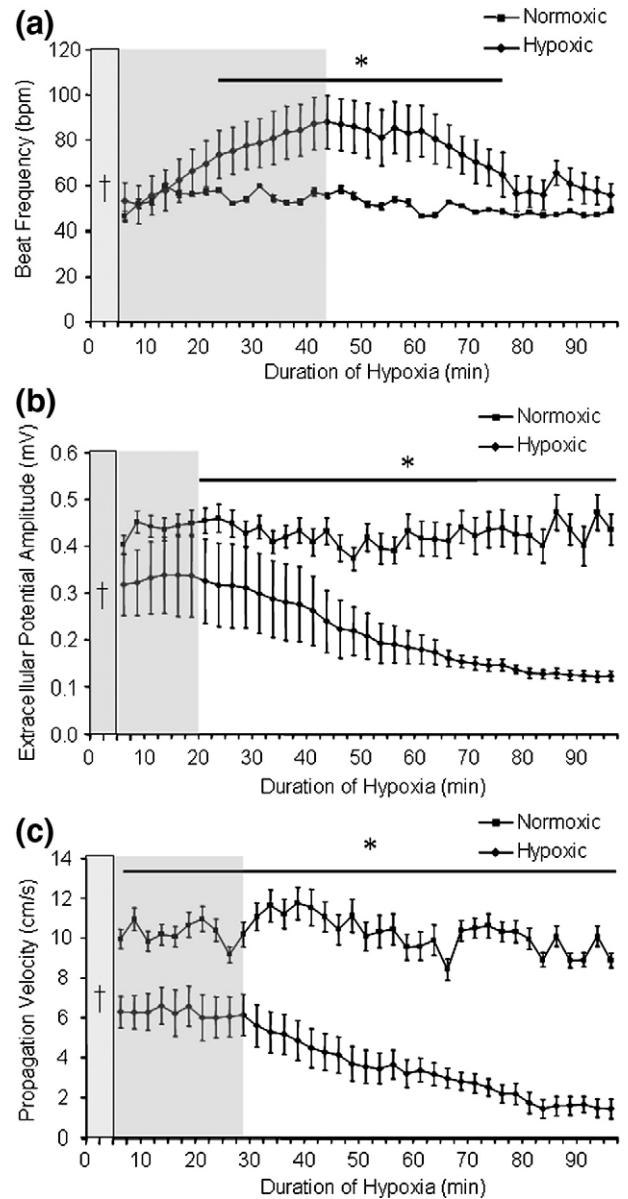 (a)
Normoxic
Hypoxic
*
Beat Frequency (bpm)
120
100
80
60
40
20
0
†
0 10 20 30 40 50 60 70 80 90
Duration of Hypoxia (min)
(b)
Normoxic
Hypoxic
*
Extracellular Potential Amplitude (mV)
0.6
0.5
0.4
0.3
0.2
0.1
0.0
†
0 10 20 30 40 50 60 70 80 90
Duration of Hypoxia (min)
(c)
Normoxic
Hypoxic
*
Propagation Velocity (cm/s)
14
12
10
8
6
4
2
0
†
0 10 20 30 40 50 60 70 80 90
Duration of Hypoxia (min)